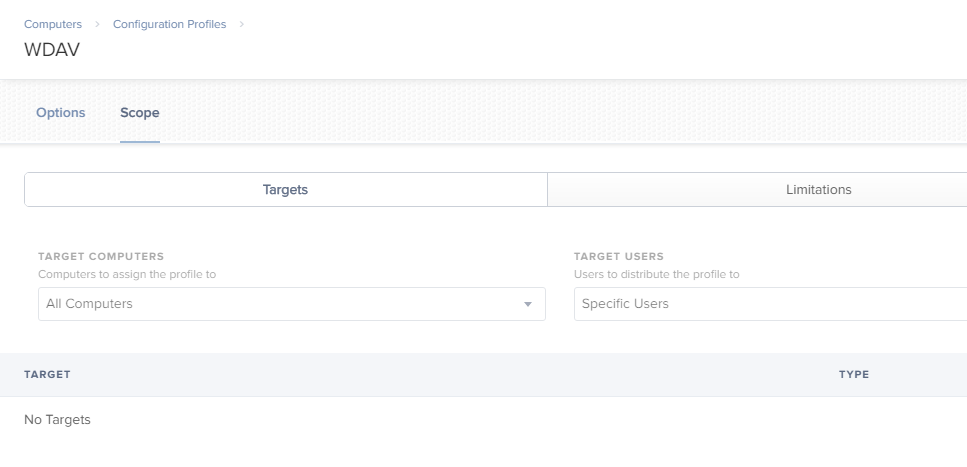 Computers > Configuration Profiles >
WDAV
Options Scope
Targets Limitations
TARGET COMPUTERS TARGET USERS
Computers to assign the profile to Users to distribute the profile to
All Computers Specific Users
TARGET TYPE
No Targets